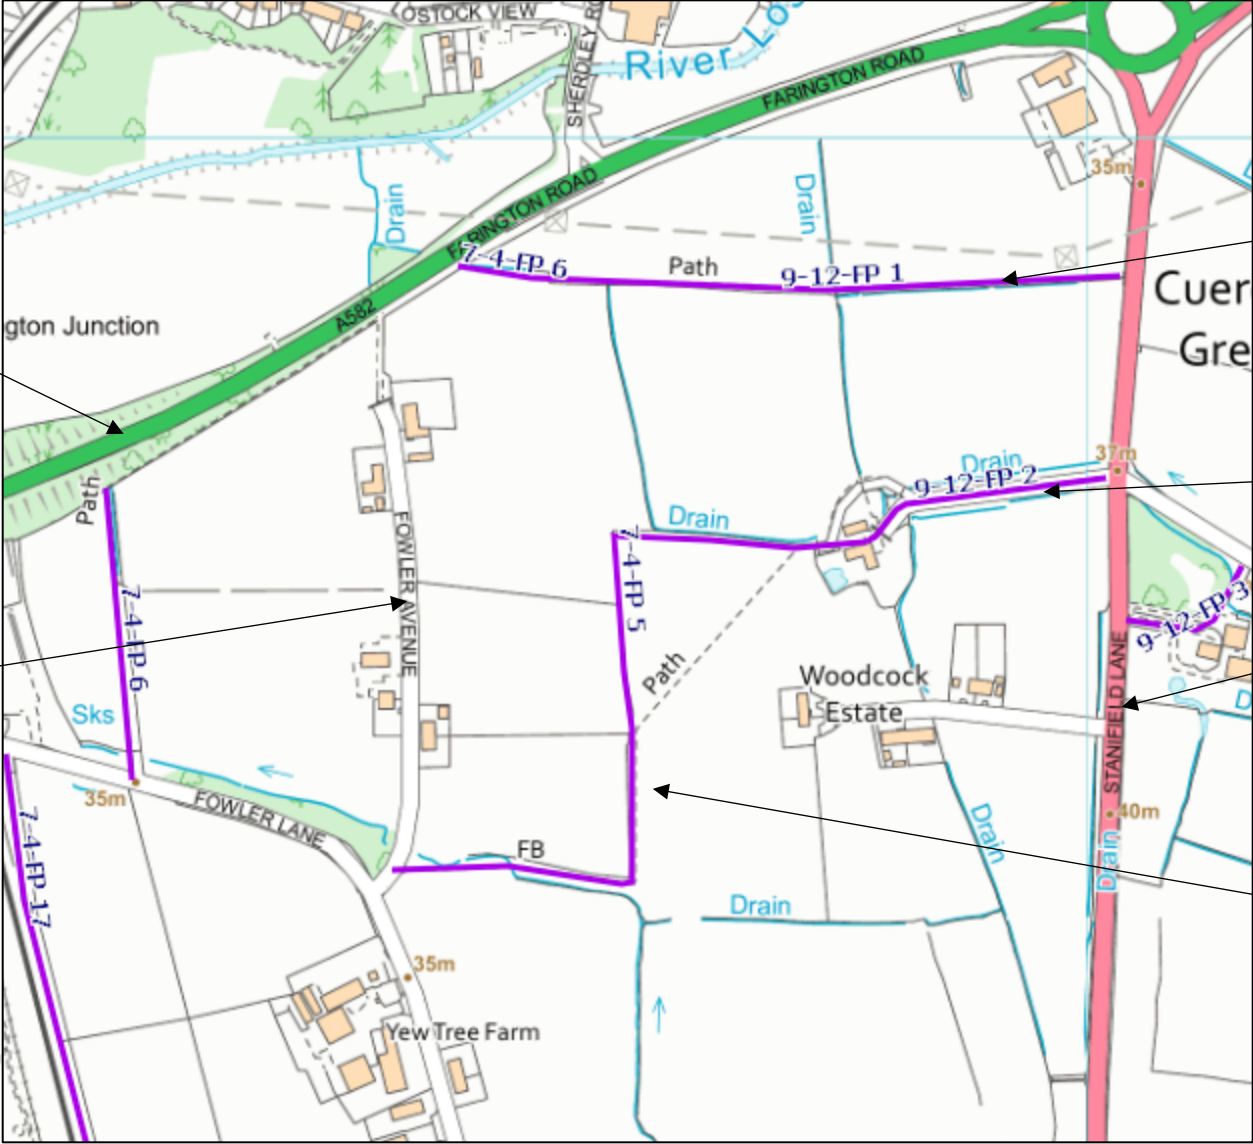 OSTOCK VIEW
SHERDLEY RO
River Los
FARINGTON ROAD
35m
Drain
Drain
FARINGTON ROAD
7-4-FP 6
Path
9-12-FP 1
Cuer
Gre
A582
gton Junction
37m
Drain
9-12-FP 2
Path
Drain
FOWLER AVENUE
7-4-FP 5
7-4-FP 6
9-12-FP 3
Path
Woodcock
Estate
STANIFIELD LANE
D
Sks
35m
FOWLER LANE
40m
Drain
Drain
FB
7-4-FP 17
Drain
35m
Yew Tree Farm